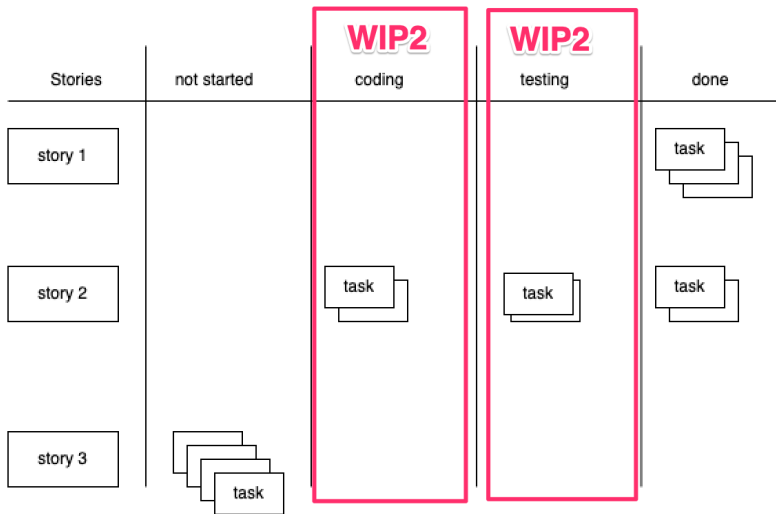 WIP2
WIP2
Stories
not started
coding
testing
done
story 1
task
story 2
task
task
task
story 3
task